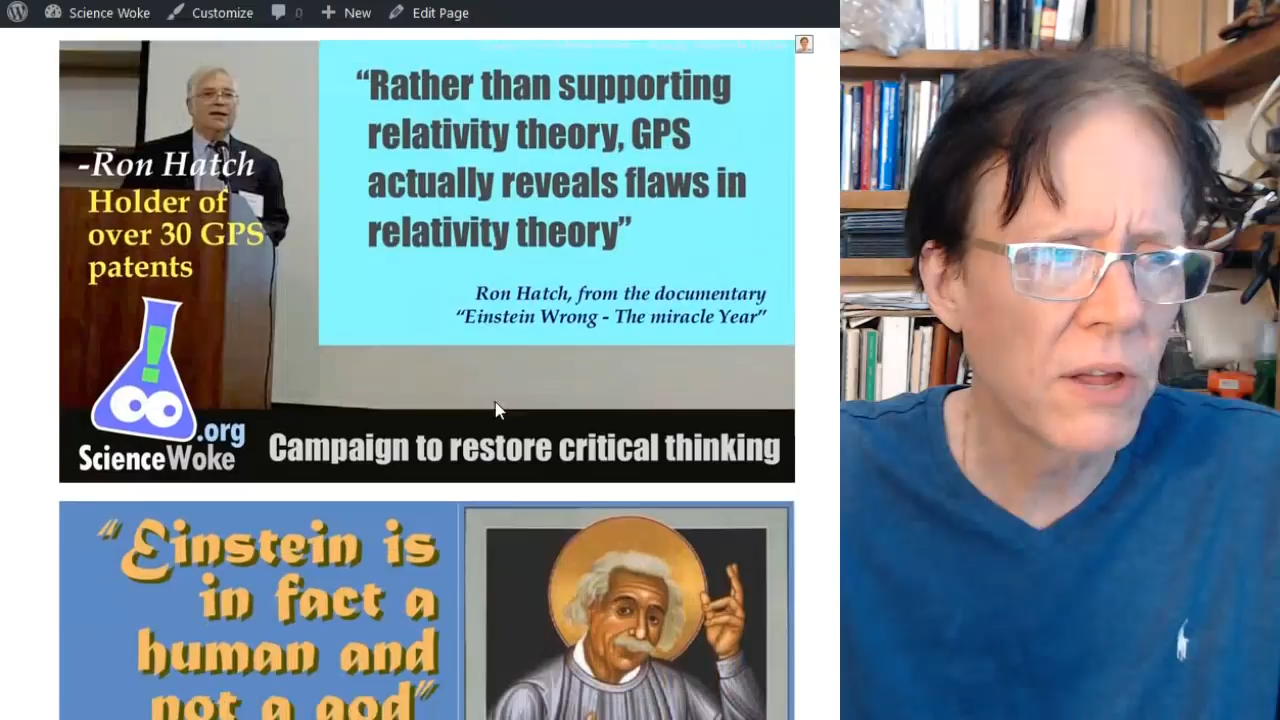 Science Woke Customize 0 New Edit Page
“Rather than supporting
relativity theory, GPS
actually reveals flaws in
relativity theory”
-Ron Hatch
Holder of
over 30 GPS
patents
Ron Hatch, from the documentary
“Einstein Wrong - The miracle Year”
.org
ScienceWoke
Campaign to restore critical thinking
“Einstein is
in fact a
human and
not a god”